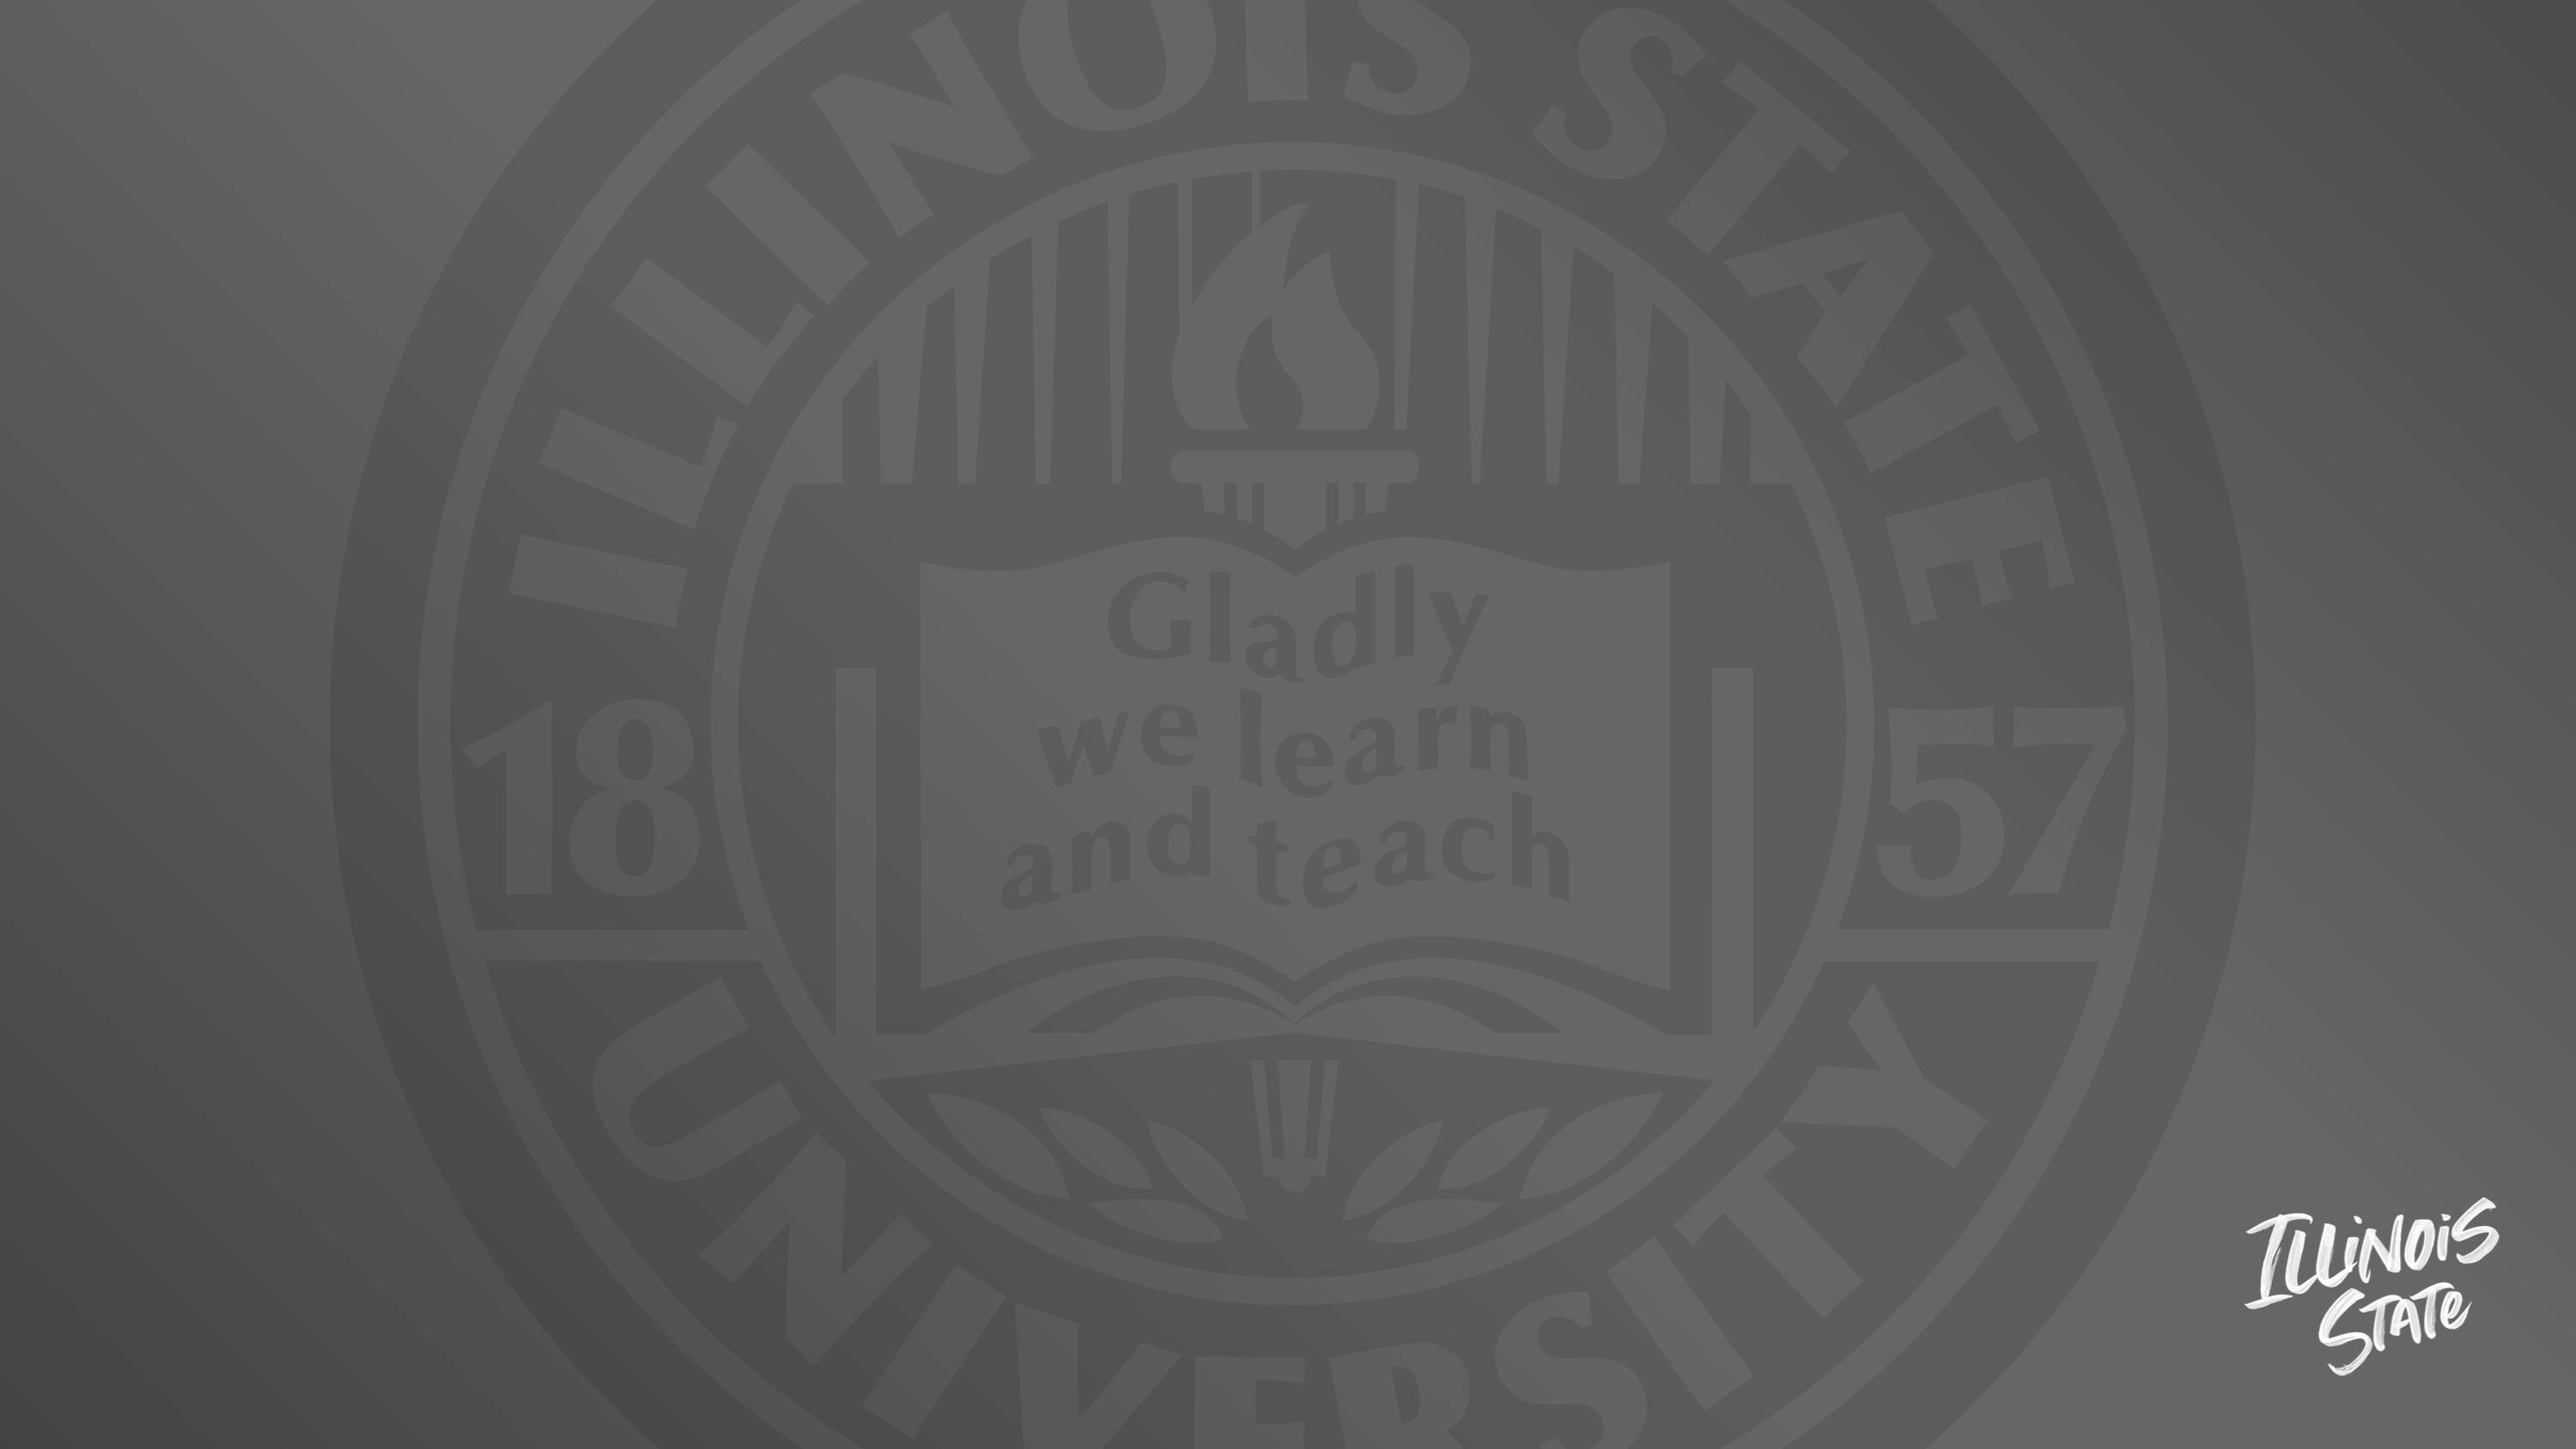 ILLINOIS STATE
18 57
Gladly
we learn
and teach
UNIVERSITY
ILLiNOiS
STATe